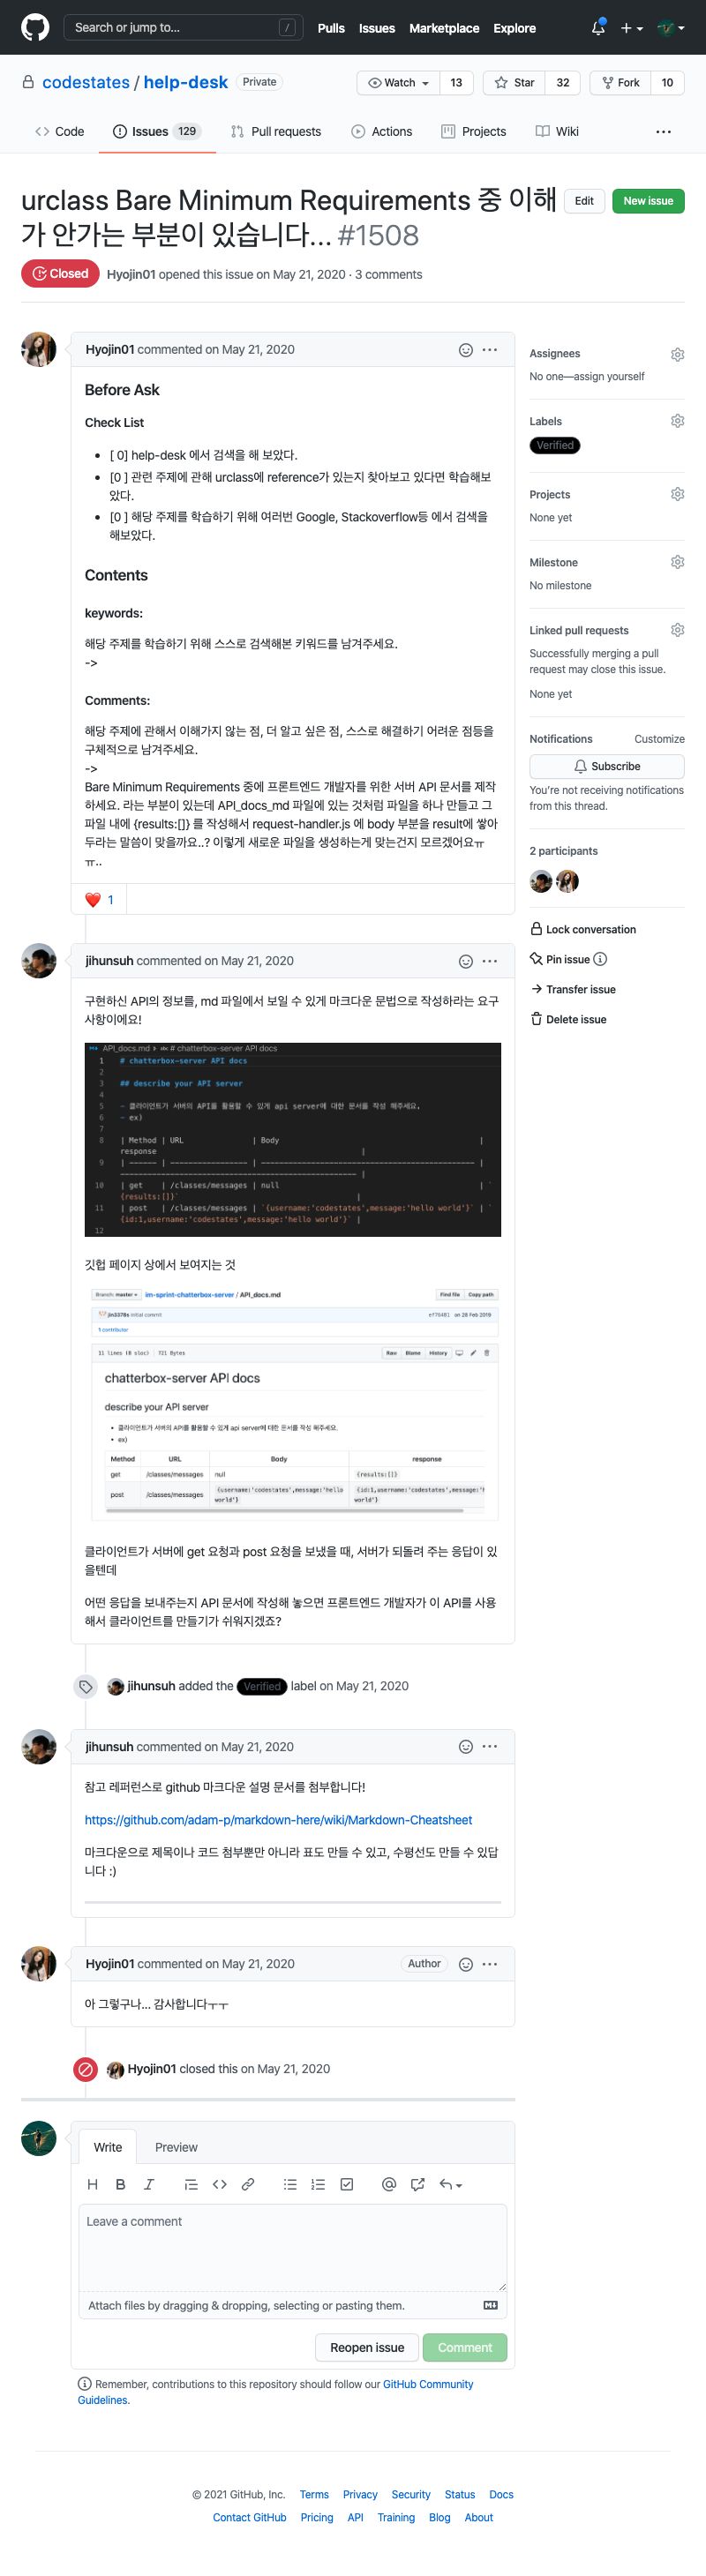 Search or jump to... /
Pulls Issues Marketplace Explore
codestates / help-desk Private
Watch 13 Star 32 Fork 10
Code Issues 129 Pull requests Actions Projects Wiki
urclass Bare Minimum Requirements 중 이해
가 안가는 부분이 있습니다... #1508
Edit New issue
Closed Hyojin01 opened this issue on May 21, 2020 · 3 comments
Hyojin01 commented on May 21, 2020
Before Ask
Check List
[ 0] help-desk 에서 검색을 해 보았다.
[0 ] 관련 주제에 관해 urclass에 reference가 있는지 찾아보고 있다면 학습해보
았다.
[0 ] 해당 주제를 학습하기 위해 여러번 Google, Stackoverflow등 에서 검색을
해보았다.
Contents
keywords:
해당 주제를 학습하기 위해 스스로 검색해본 키워드를 남겨주세요.
->
Comments:
해당 주제에 관해서 이해가지 않는 점, 더 알고 싶은 점, 스스로 해결하기 어려운 점등을
구체적으로 남겨주세요.
->
Bare Minimum Requirements 중에 프론트엔드 개발자를 위한 서버 API 문서를 제작
하세요. 라는 부분이 있는데 API_docs_md 파일에 있는 것처럼 파일을 하나 만들고 그
파일 내에 {results:[]} 를 작성해서 request-handler.js 에 body 부분을 result에 쌓아
두라는 말씀이 맞을까요..? 이렇게 새로운 파일을 생성하는게 맞는건지 모르겠어요ㅠ
ㅠ..
❤️ 1
Assignees
No one—assign yourself
Labels
Verified
Projects
None yet
Milestone
No milestone
Linked pull requests
Successfully merging a pull
request may close this issue.
None yet
Notifications Customize
Subscribe
You're not receiving notifications
from this thread.
2 participants
Lock conversation
Pin issue
Transfer issue
Delete issue
jihunsuh commented on May 21, 2020
구현하신 API의 정보를, md 파일에서 보일 수 있게 마크다운 문법으로 작성하라는 요구
사항이에요!
API_docs.md > # chatterbox-server API docs
1 # chatterbox-server API docs
2
3 ## describe your API server
4
5 - 클라이언트가 서버의 API를 활용할 수 있게 api server에 대한 문서를 작성 해주세요.
6 - ex)
7
8 | Method | URL | Body |
response |
9 | ------ | ----------------- | ----------------------------------------------- |
----------------------------------------------------- |
10 | get | /classes/messages | null | `
{results:[]}` |
11 | post | /classes/messages | `{username:'codestates',message:'hello world'}` | `
{id:1,username:'codestates',message:'hello world'}` |
12
깃헙 페이지 상에서 보여지는 것
Branch: master im-sprint-chatterbox-server / API_docs.md Find file Copy path
jin3378s initial commit ef76481 on 28 Feb 2019
1 contributor
11 lines (8 sloc) 721 Bytes Raw Blame History
chatterbox-server API docs
describe your API server
클라이언트가 서버의 API를 활용할 수 있게 api server에 대한 문서를 작성 해주세요.
ex)
Method URL Body response
get /classes/messages null {results:[]}
post /classes/messages {username:'codestates',message:'hello
world'} {id:1,username:'codestates',message:'h
world'}
클라이언트가 서버에 get 요청과 post 요청을 보냈을 때, 서버가 되돌려 주는 응답이 있
을텐데
어떤 응답을 보내주는지 API 문서에 작성해 놓으면 프론트엔드 개발자가 이 API를 사용
해서 클라이언트를 만들기가 쉬워지겠죠?
jihunsuh added the Verified label on May 21, 2020
jihunsuh commented on May 21, 2020
참고 레퍼런스로 github 마크다운 설명 문서를 첨부합니다!
https://github.com/adam-p/markdown-here/wiki/Markdown-Cheatsheet
마크다운으로 제목이나 코드 첨부뿐만 아니라 표도 만들 수 있고, 수평선도 만들 수 있답
니다 :)
Hyojin01 commented on May 21, 2020 Author
아 그렇구나... 감사합니다ㅜㅜ
Hyojin01 closed this on May 21, 2020
Write Preview
Leave a comment
Attach files by dragging & dropping, selecting or pasting them.
Reopen issue Comment
Remember, contributions to this repository should follow our GitHub Community
Guidelines.
© 2021 GitHub, Inc. Terms Privacy Security Status Docs
Contact GitHub Pricing API Training Blog About